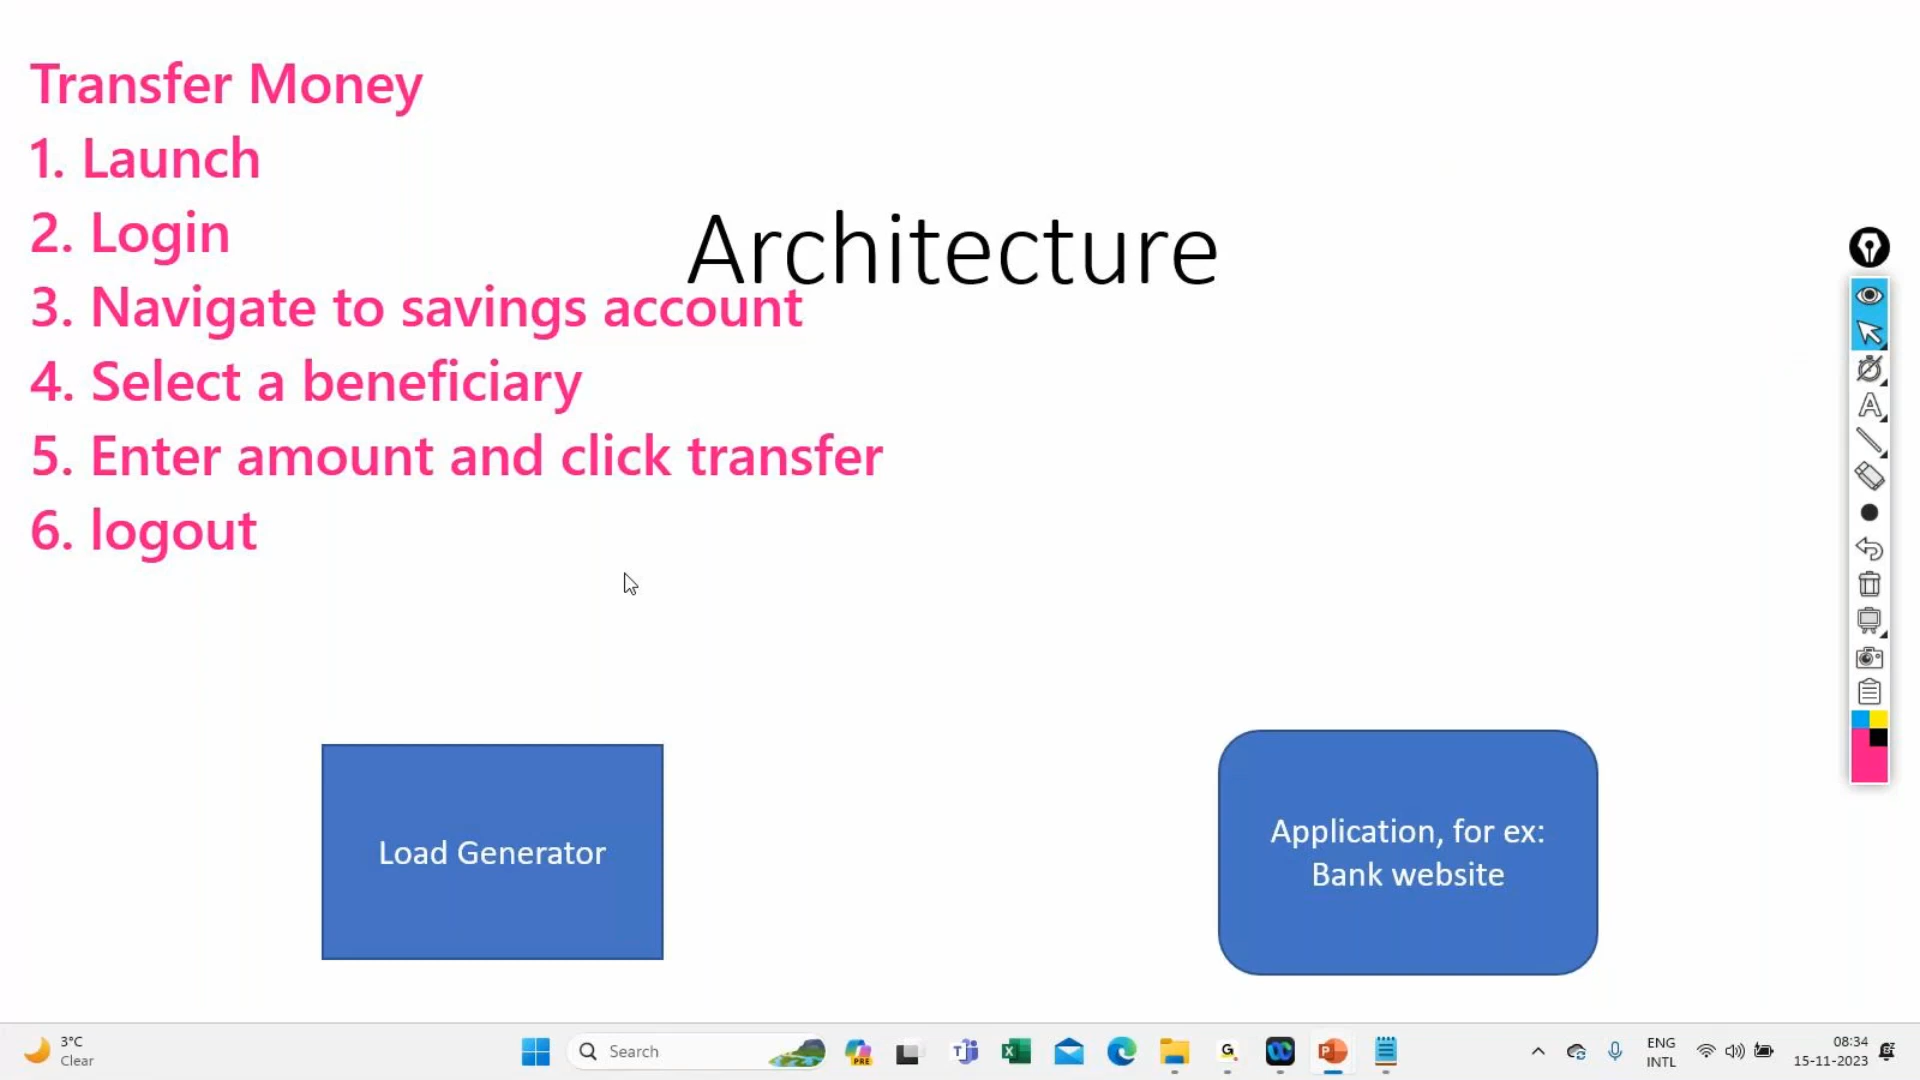 Transfer Money
1. Launch
2. Login
Architecture
3. Navigate to savings account
4. Select a beneficiary
5. Enter amount and click transfer
6. logout
Load Generator
Application, for ex:
Bank website
3°C
Clear
Search
PRE
ENG
INTL
08:34
15-11-2023